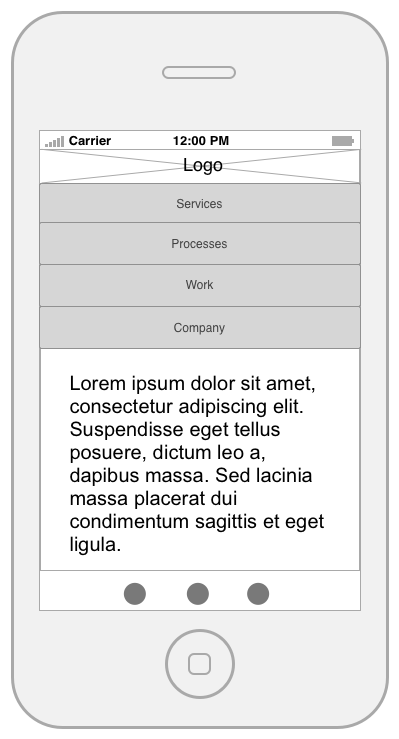 Carrier 12:00 PM
Logo
Services
Processes
Work
Company
Lorem ipsum dolor sit amet,
consectetur adipiscing elit.
Suspendisse eget tellus
posuere, dictum leo a,
dapibus massa. Sed lacinia
massa placerat dui
condimentum sagittis et eget
ligula.